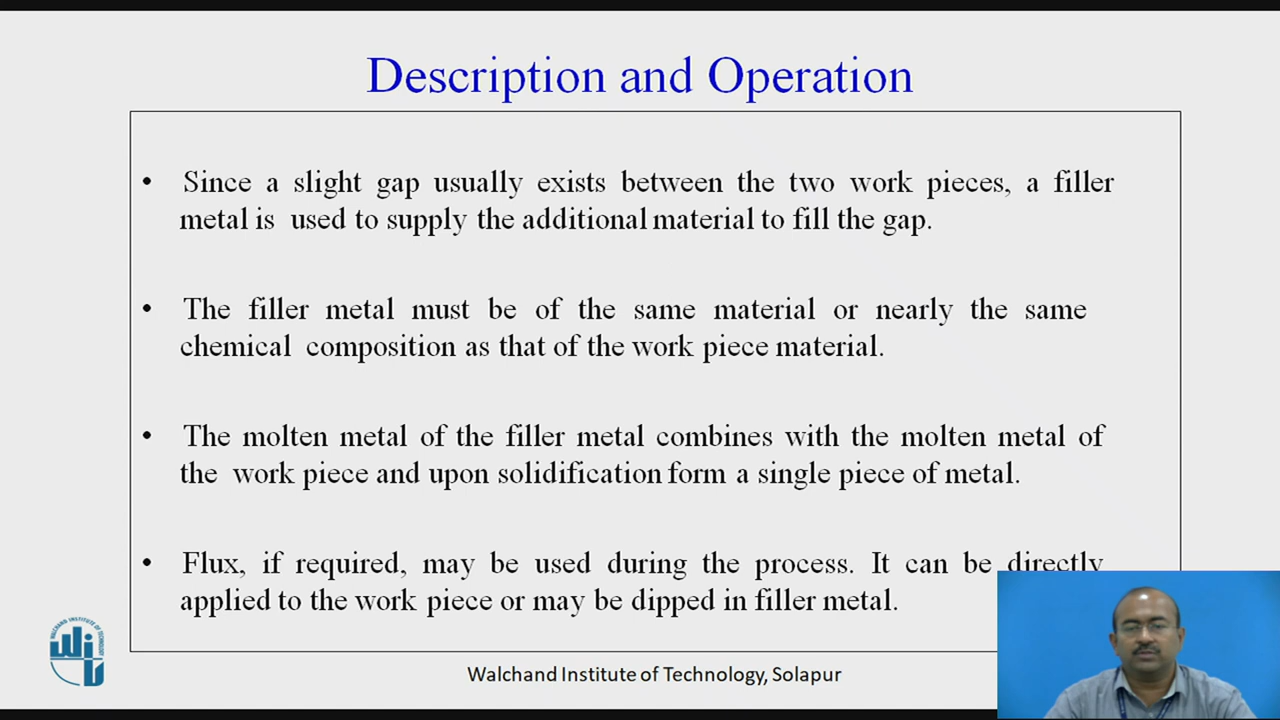 Description and Operation
• Since a slight gap usually exists between the two work pieces, a filler
metal is used to supply the additional material to fill the gap.
• The filler metal must be of the same material or nearly the same
chemical composition as that of the work piece material.
• The molten metal of the filler metal combines with the molten metal of
the work piece and upon solidification form a single piece of metal.
• Flux, if required, may be used during the process. It can be directly
applied to the work piece or may be dipped in filler metal.
WALCHAND INSTITUTE OF TECHNOLOGY
WIT
Walchand Institute of Technology, Solapur